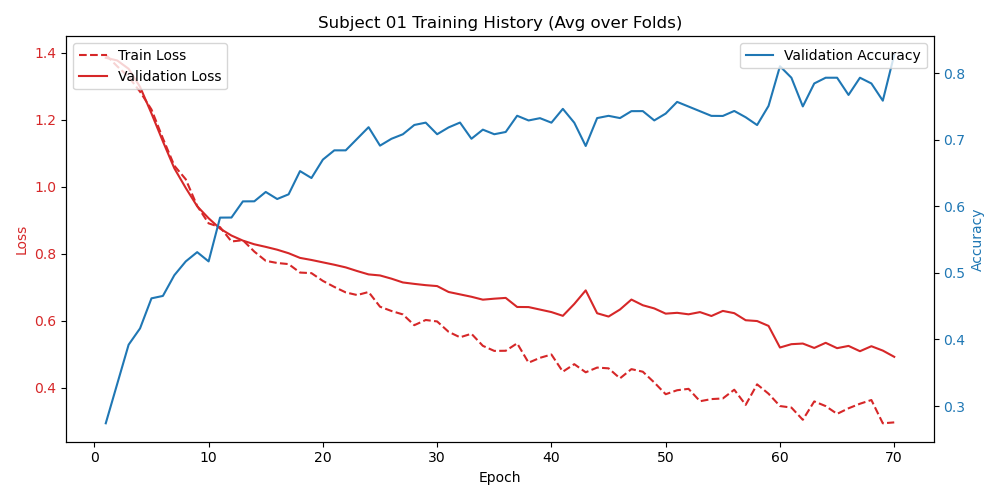 Subject 01 Training History (Avg over Folds)
Train Loss
Validation Loss
Validation Accuracy
1.4
1.2
1.0
0.8
0.6
0.4
Loss
0.8
0.7
0.6
0.5
0.4
0.3
Accuracy
0 10 20 30 40 50 60 70
Epoch